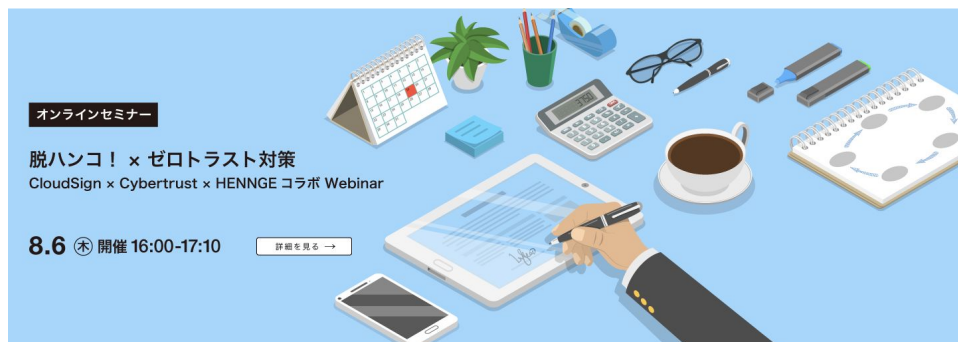 オンラインセミナー
脱ハンコ！ × ゼロトラスト対策
CloudSign × Cybertrust × HENNGE コラボ Webinar
8.6 ㊍ 開催 16:00-17:10
詳細を見る →